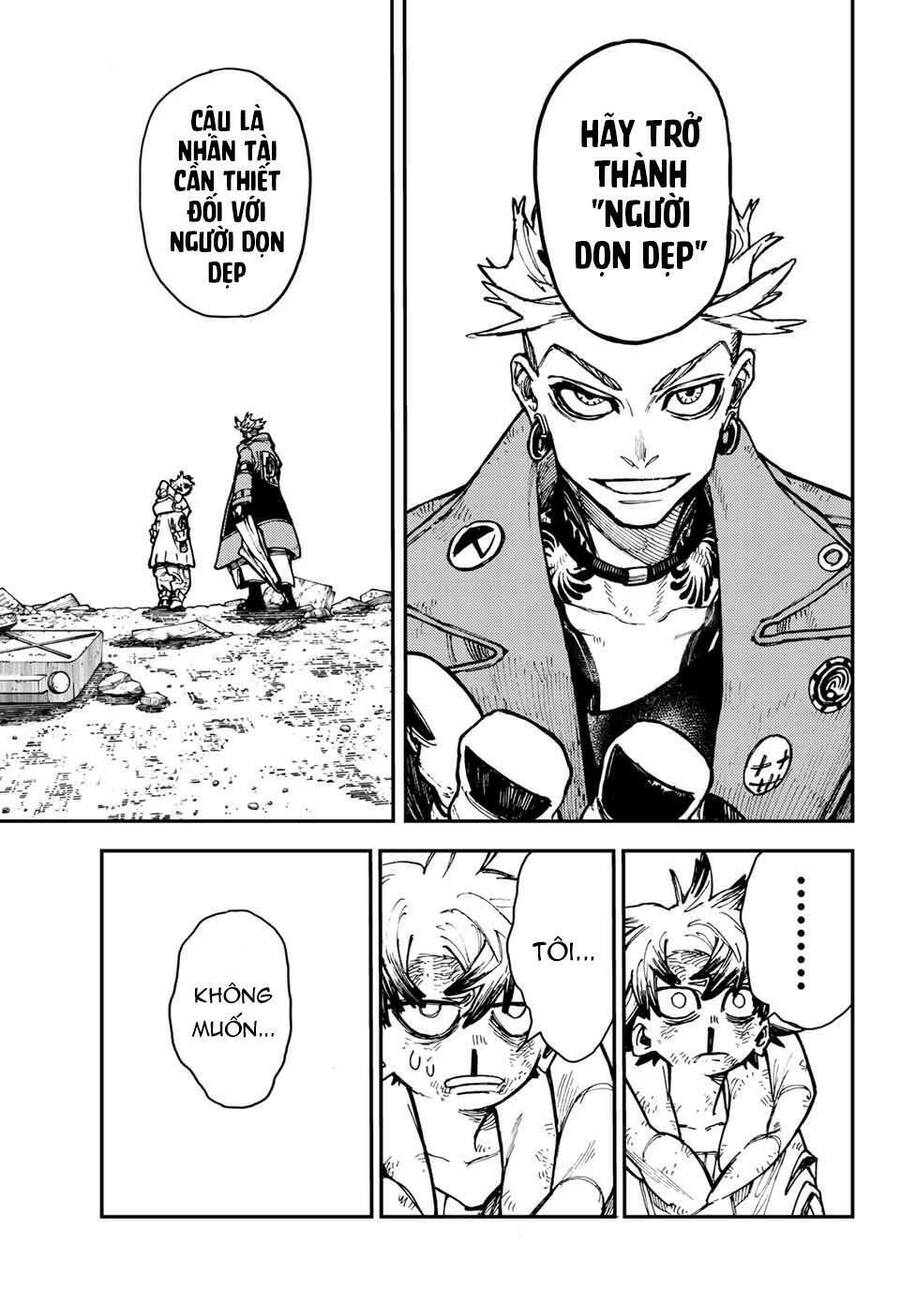 HÃY TRỞ
THÀNH
"NGƯỜI
DỌN DẸP"
CẬU LÀ
NHÂN TÀI
CẦN THIẾT
ĐỐI VỚI
NGƯỜI DỌN
DẸP
........
TÔI...
KHÔNG
MUỐN...